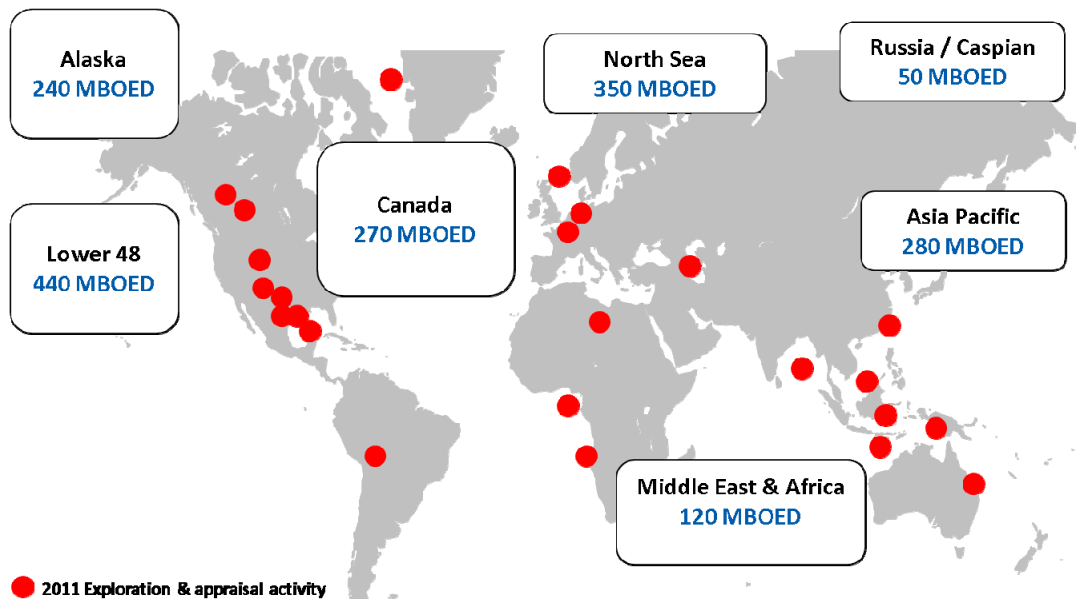 Alaska
240 MBOED
North Sea
350 MBOED
Russia / Caspian
50 MBOED
Canada
270 MBOED
Lower 48
440 MBOED
Asia Pacific
280 MBOED
Middle East & Africa
120 MBOED
2011 Exploration & appraisal activity